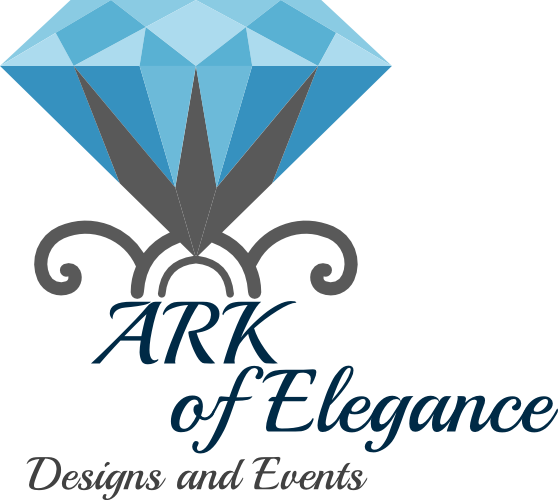 ARK
of Elegance
Designs and Events